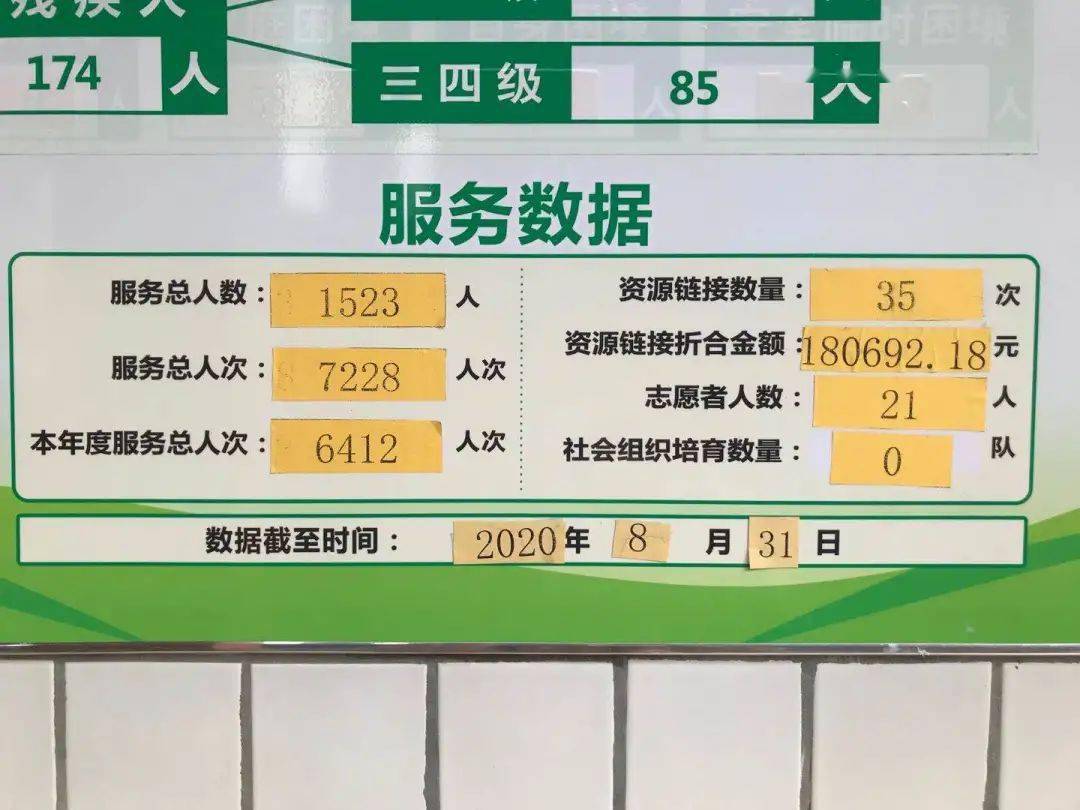 残疾人
174 人
三四级 85 人
服务数据
服务总人数： 1523 人
服务总人次： 7228 人次
本年度服务总人次： 6412 人次
资源链接数量： 35 次
资源链接折合金额： 180692.18 元
志愿者人数： 21 人
社会组织培育数量： 0 队
数据截至时间： 2020 年 8 月 31 日